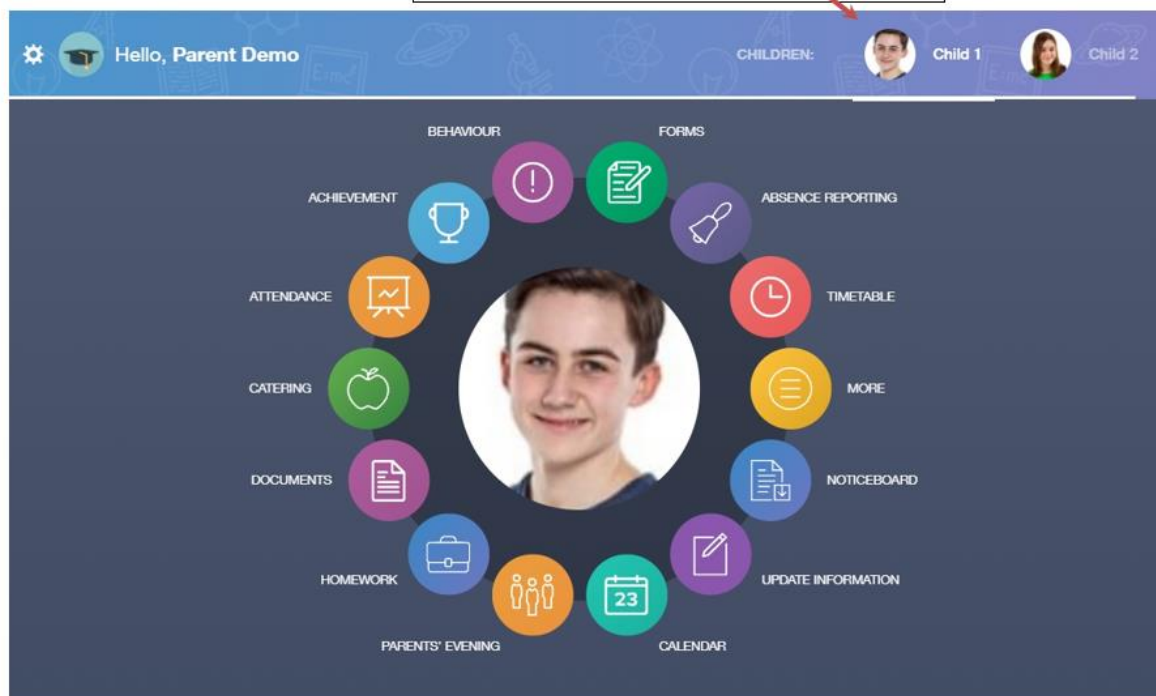 Hello, Parent Demo
CHILDREN:
Child 1
Child 2
BEHAVIOUR
FORMS
ACHIEVEMENT
ABSENCE REPORTING
ATTENDANCE
TIMETABLE
CATERING
MORE
DOCUMENTS
NOTICEBOARD
HOMEWORK
UPDATE INFORMATION
23
PARENTS' EVENING
CALENDAR